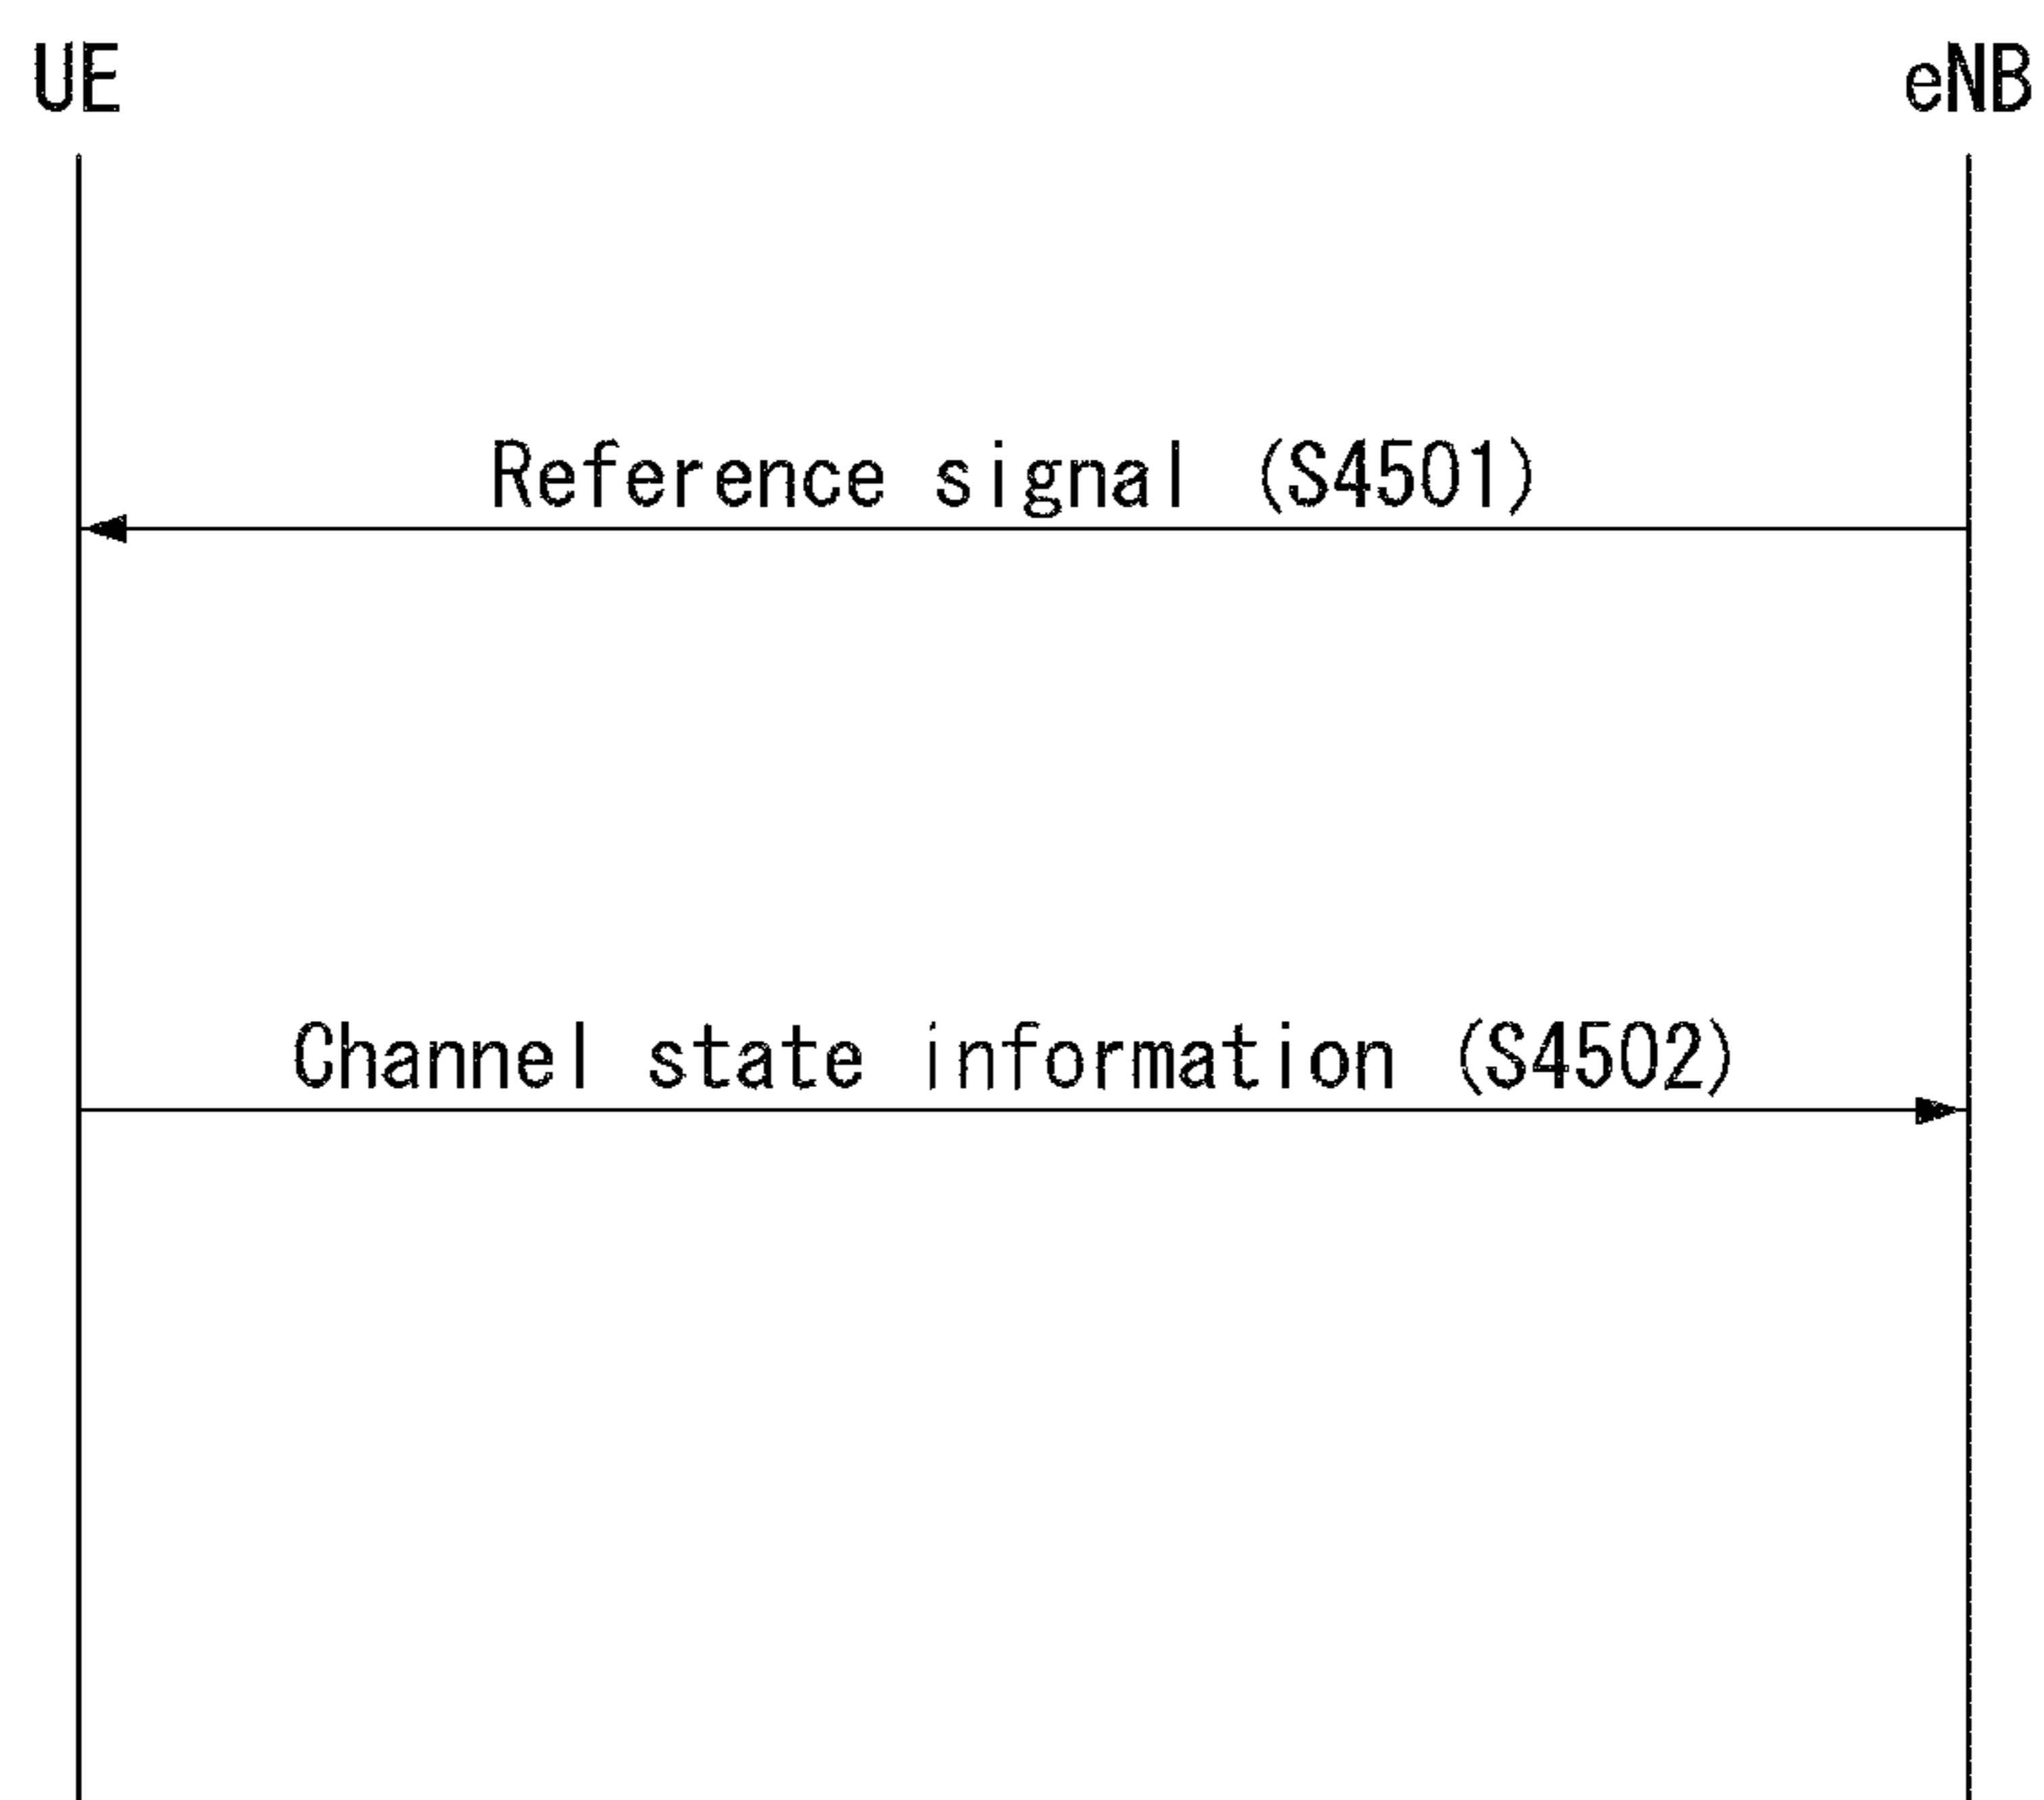 UE eNB
Reference signal (S4501)
Channel state information (S4502)